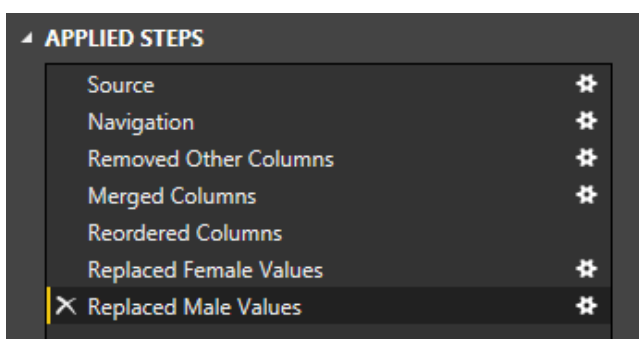 APPLIED STEPS
Source
Navigation
Removed Other Columns
Merged Columns
Reordered Columns
Replaced Female Values
Replaced Male Values